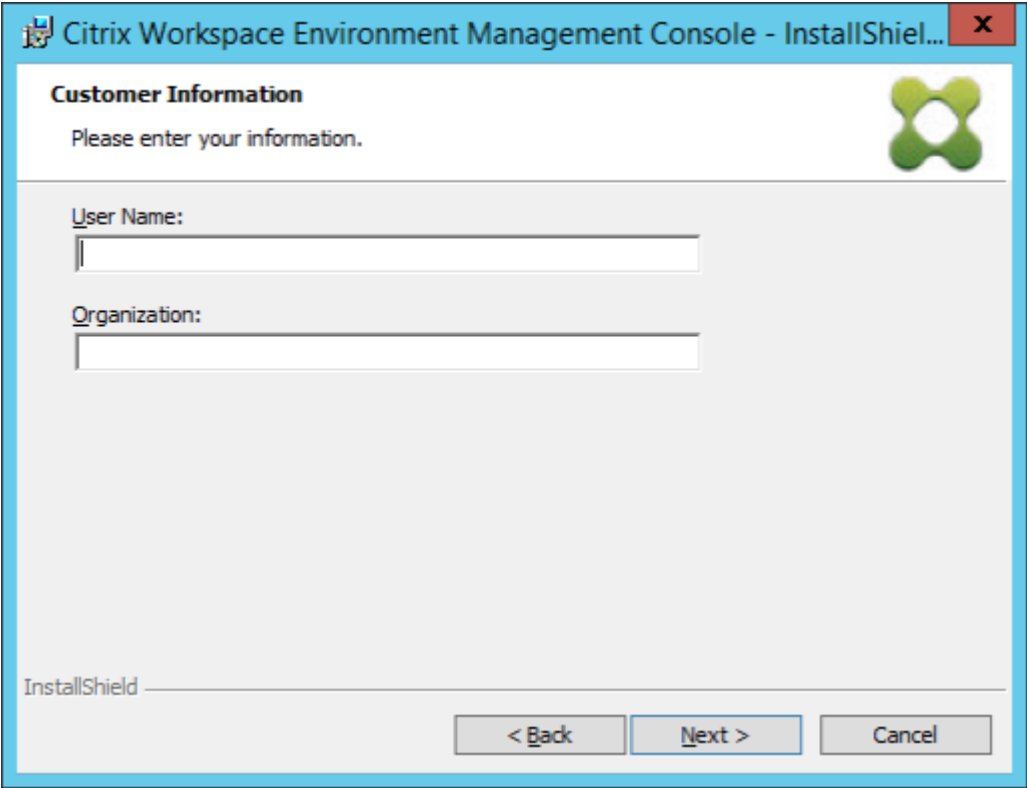 Citrix Workspace Environment Management Console - InstallShiel...
X
Customer Information
Please enter your information.
User Name:
Organization:
InstallShield
< Back
Next >
Cancel